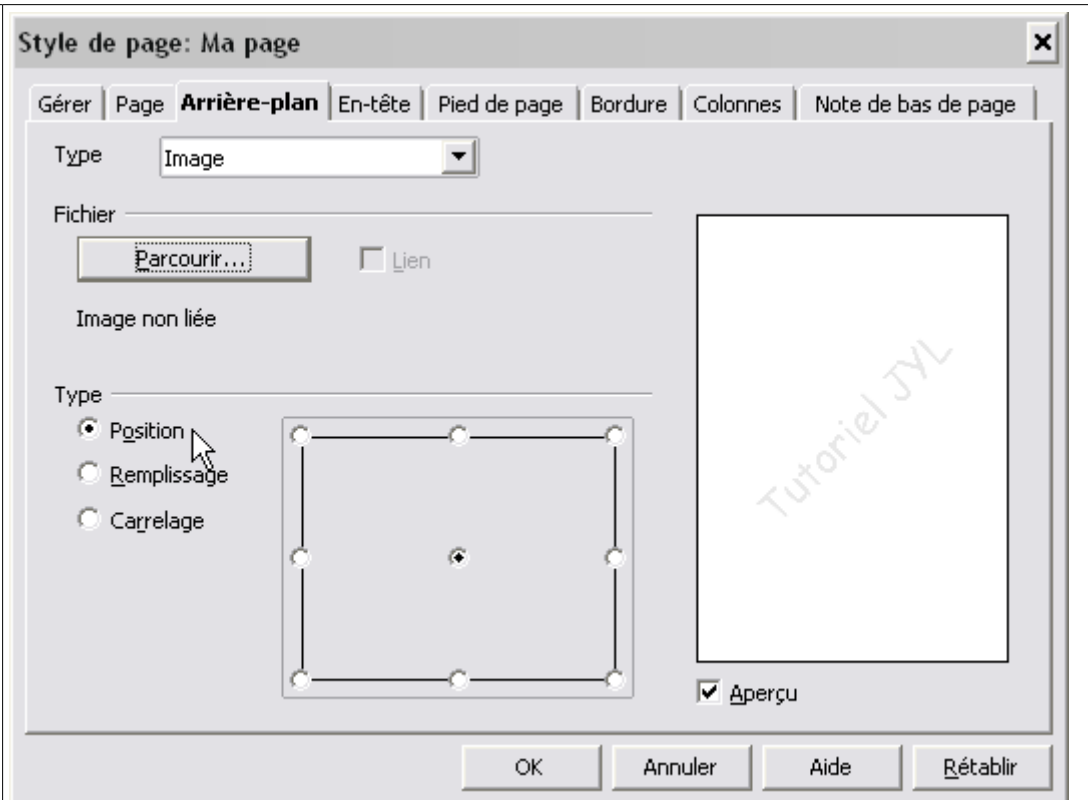 Style de page: Ma page
Gérer Page Arrière-plan En-tête Pied de page Bordure Colonnes Note de bas de page
Type Image
Fichier
Parcourir... Lien
Image non liée
Type
Position
Remplissage
Carrelage
Tutoriel JYL
Aperçu
OK Annuler Aide Rétablir